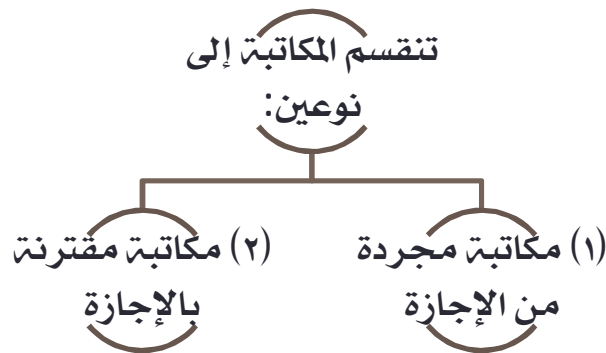 تنقسم المكاتبة إلى
نوعين:
(١) مكاتبة مجردة
من الإجازة
(٢) مكاتبة مقترنة
بالإجازة